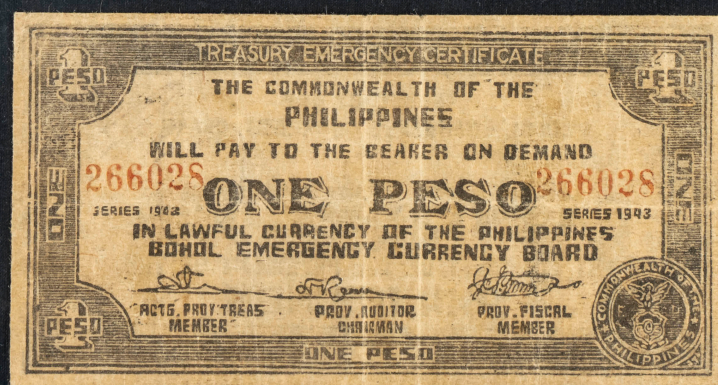 TREASURY EMERGENCY CERTIFICATE
1 PESO
1 PESO
THE COMMONWEALTH OF THE
PHILIPPINES
WILL PAY TO THE BEARER ON DEMAND
266028 ONE PESO 266028
SERIES 1943
SERIES 1943
ONE
ONE
IN LAWFUL CURRENCY OF THE PHILIPPINES
BOHOL EMERGENCY CURRENCY BOARD
ACTG. PROV TREAS
MEMBER
PROV. AUDITOR
CHAIRMAN
PROV. FISCAL
MEMBER
1 PESO
COMMONWEALTH OF THE PHILIPPINES
ONE PESO